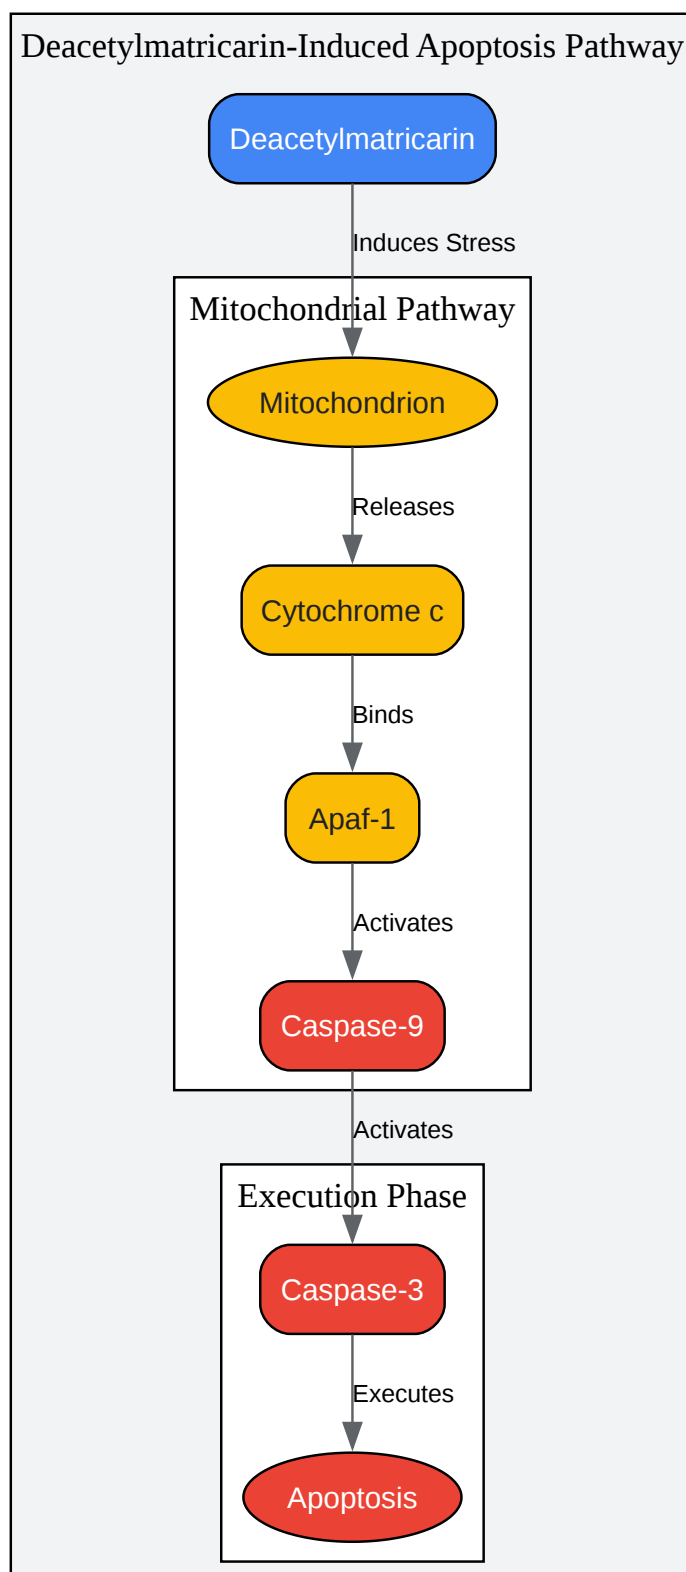 Deacetylmatricarin-Induced Apoptosis Pathway
Deacetylmatricarin
Induces Stress
Mitochondrial Pathway
Mitochondrion
Releases
Cytochrome c
Binds
Apaf-1
Activates
Caspase-9
Activates
Execution Phase
Caspase-3
Executes
Apoptosis